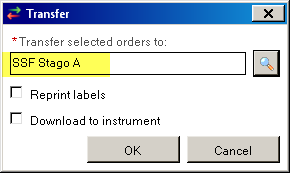 Transfer
*Transfer selected orders to:
SSF Stago A
Reprint labels
Download to instrument
OK Cancel